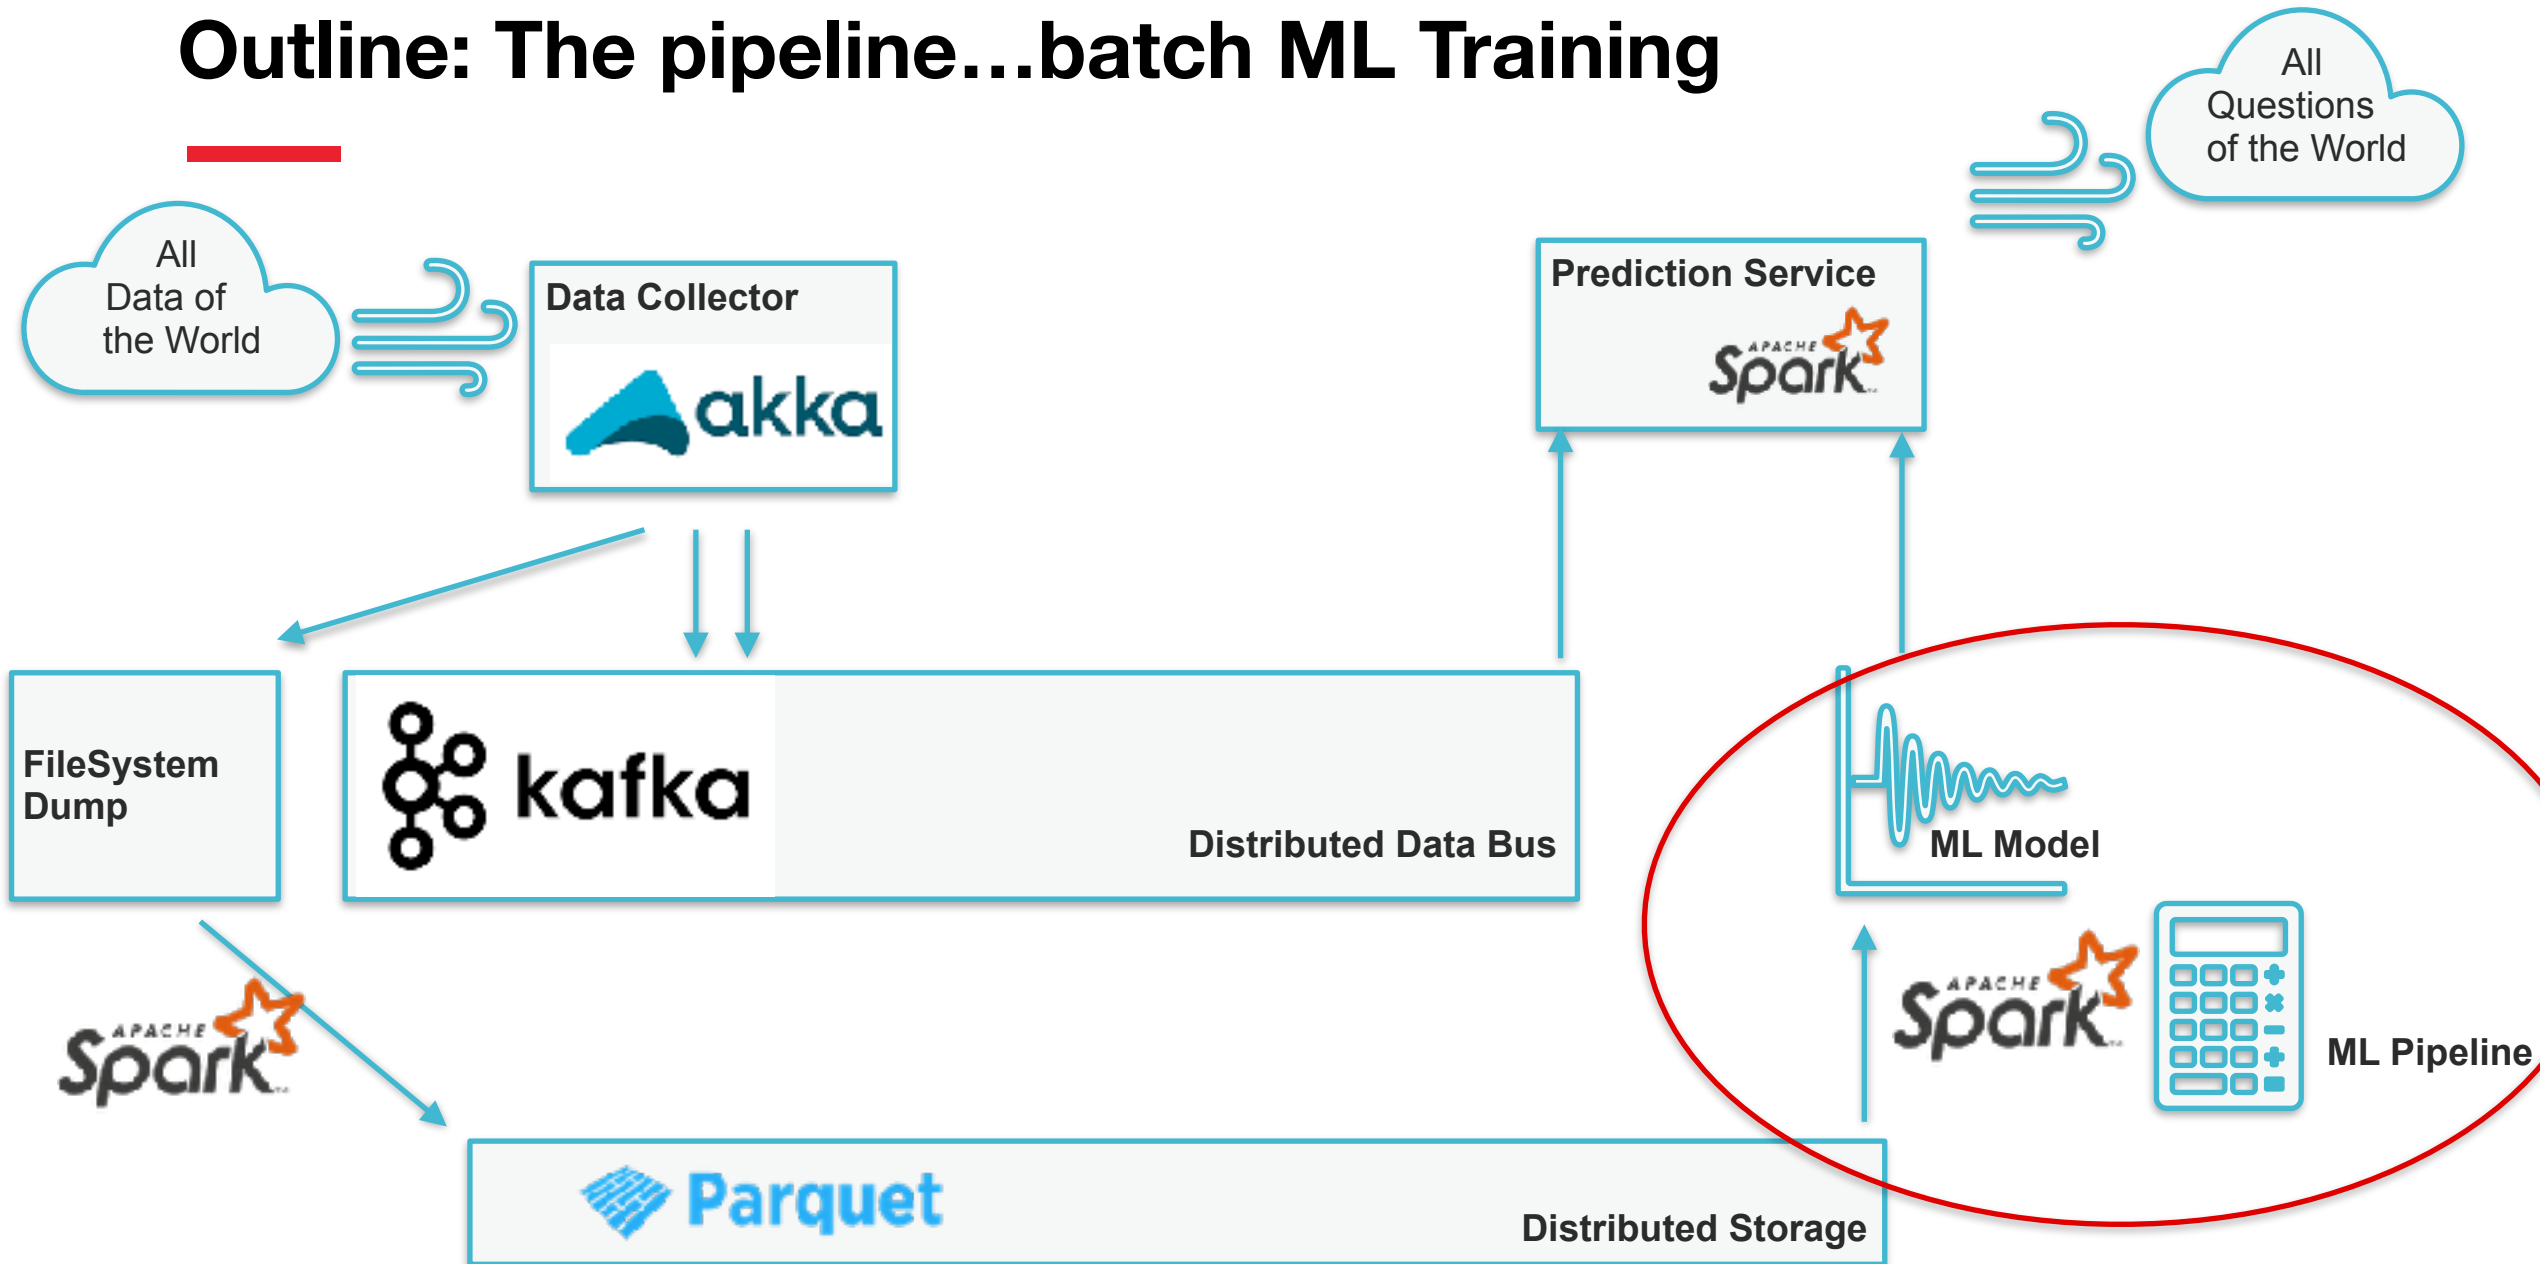 Outline: The pipeline…batch ML Training
All
Questions
of the World
All
Data of
the World
Data Collector
akka
Prediction Service
APACHE
Spark
FileSystem
Dump
kafka
Distributed Data Bus
ML Model
APACHE
Spark
ML Pipeline
APACHE
Spark
Parquet
Distributed Storage